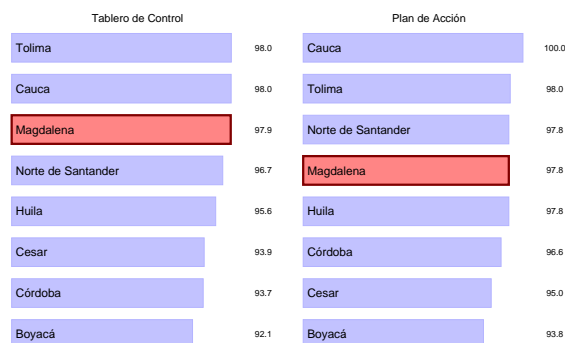 Tablero de Control
Tolima 98.0
Cauca 98.0
Magdalena 97.9
Norte de Santander 96.7
Huila 95.6
Cesar 93.9
Córdoba 93.7
Boyacá 92.1
Plan de Acción
Cauca 100.0
Tolima 98.0
Norte de Santander 97.8
Magdalena 97.8
Huila 97.8
Córdoba 96.6
Cesar 95.0
Boyacá 93.8